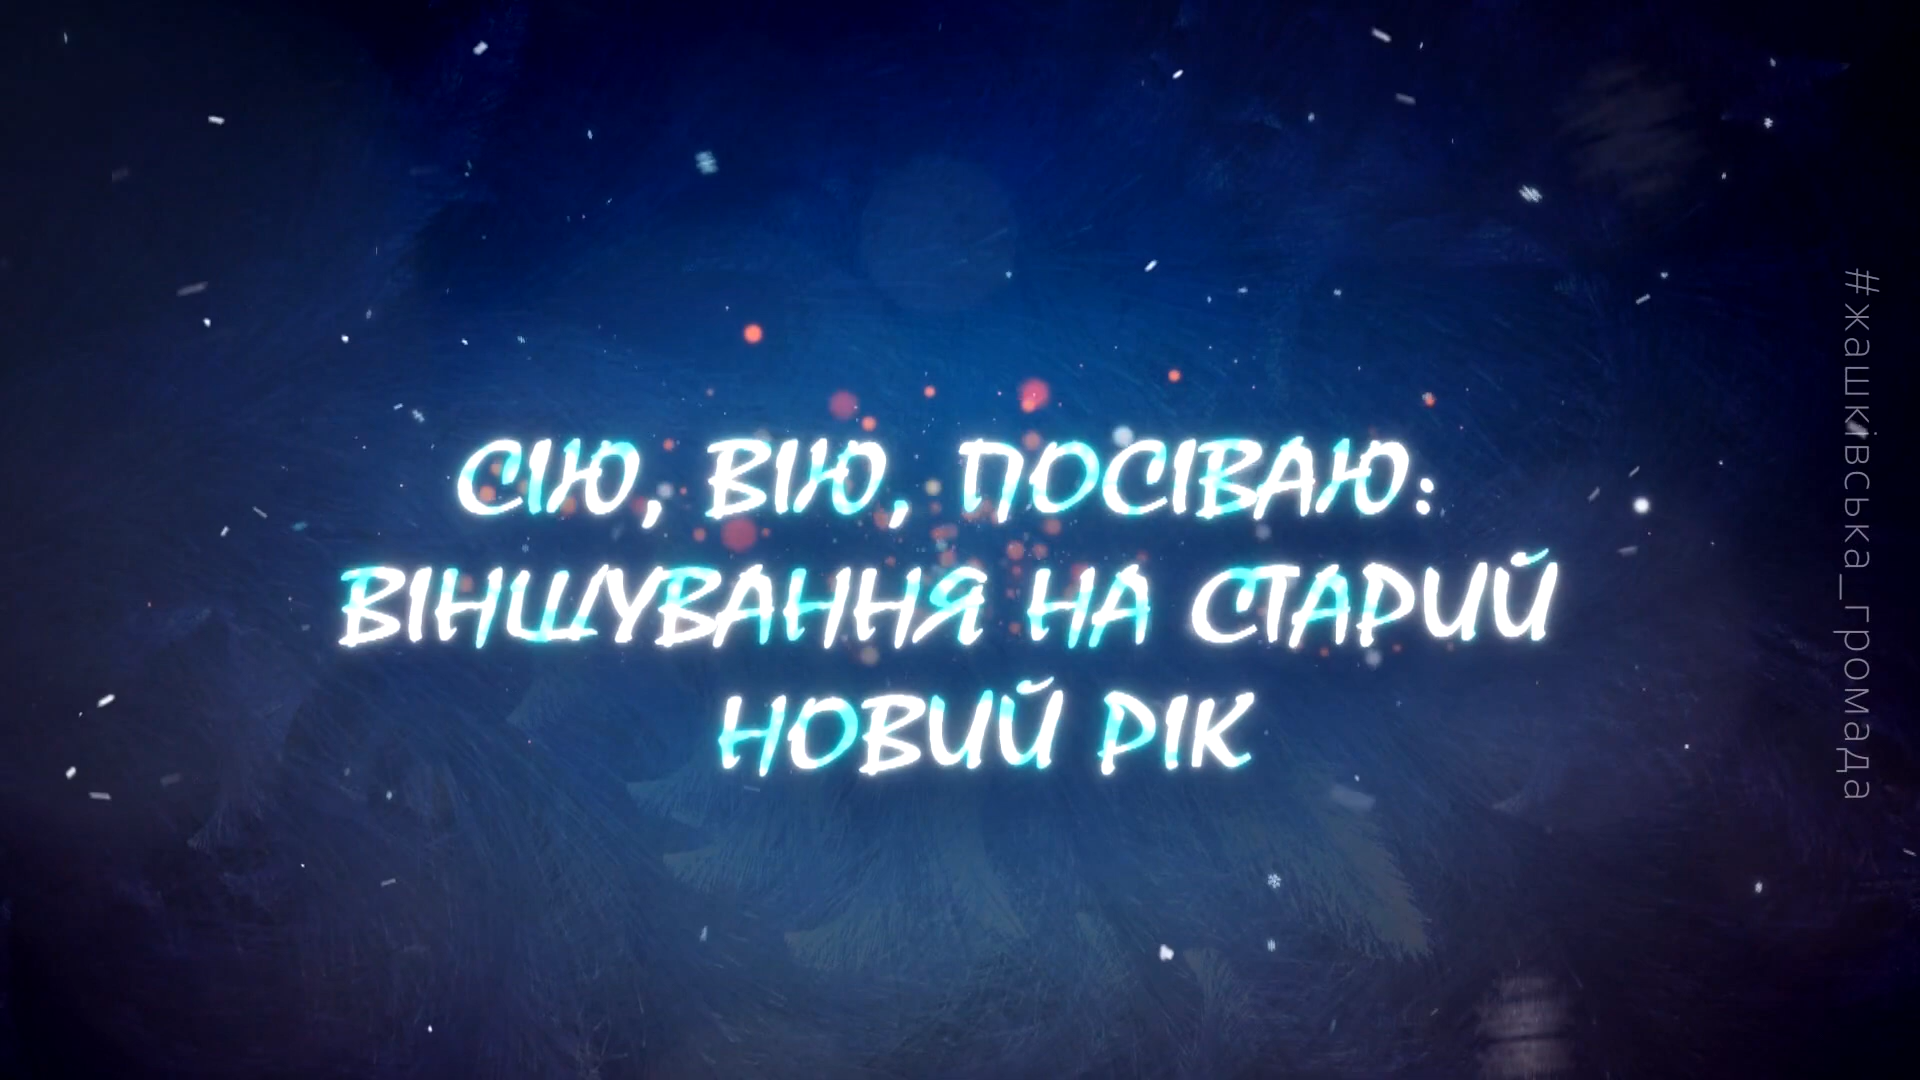 СІЮ, ВІЮ, ПОСІВАЮ:
ВІНШУВАННЯ НА СТАРИЙ
НОВИЙ РІК
#жашківська_громада